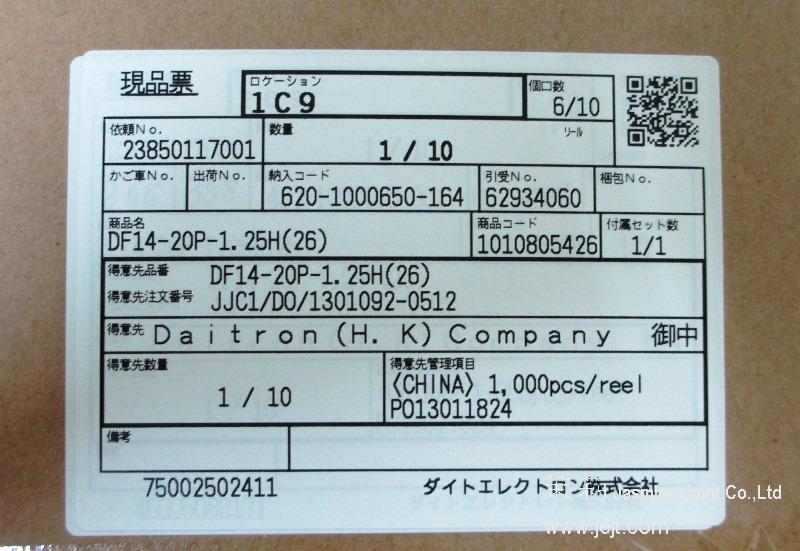 現品票
ロケーション
1C9
個口数
6/10
依頼No.
23850117001
数量
リール
1 / 10
かご車No.
出荷No.
納入コード
620-1000650-164
引受No.
62934060
梱包No.
商品名
DF14-20P-1.25H(26)
商品コード
1010805426
付属セット数
1/1
得意先品番 DF14-20P-1.25H(26)
得意先注文番号 JJC1/DO/1301092-0512
得意先 Daitron(H. K)Company 御中
得意先数量
1 / 10
得意先管理項目
〈CHINA〉 1,000pcs/reel
PO13011824
備考
75002502411
ダイトエレクトロン株式会社
Jasmine Joint Co.,Ltd
www.jcjt.com